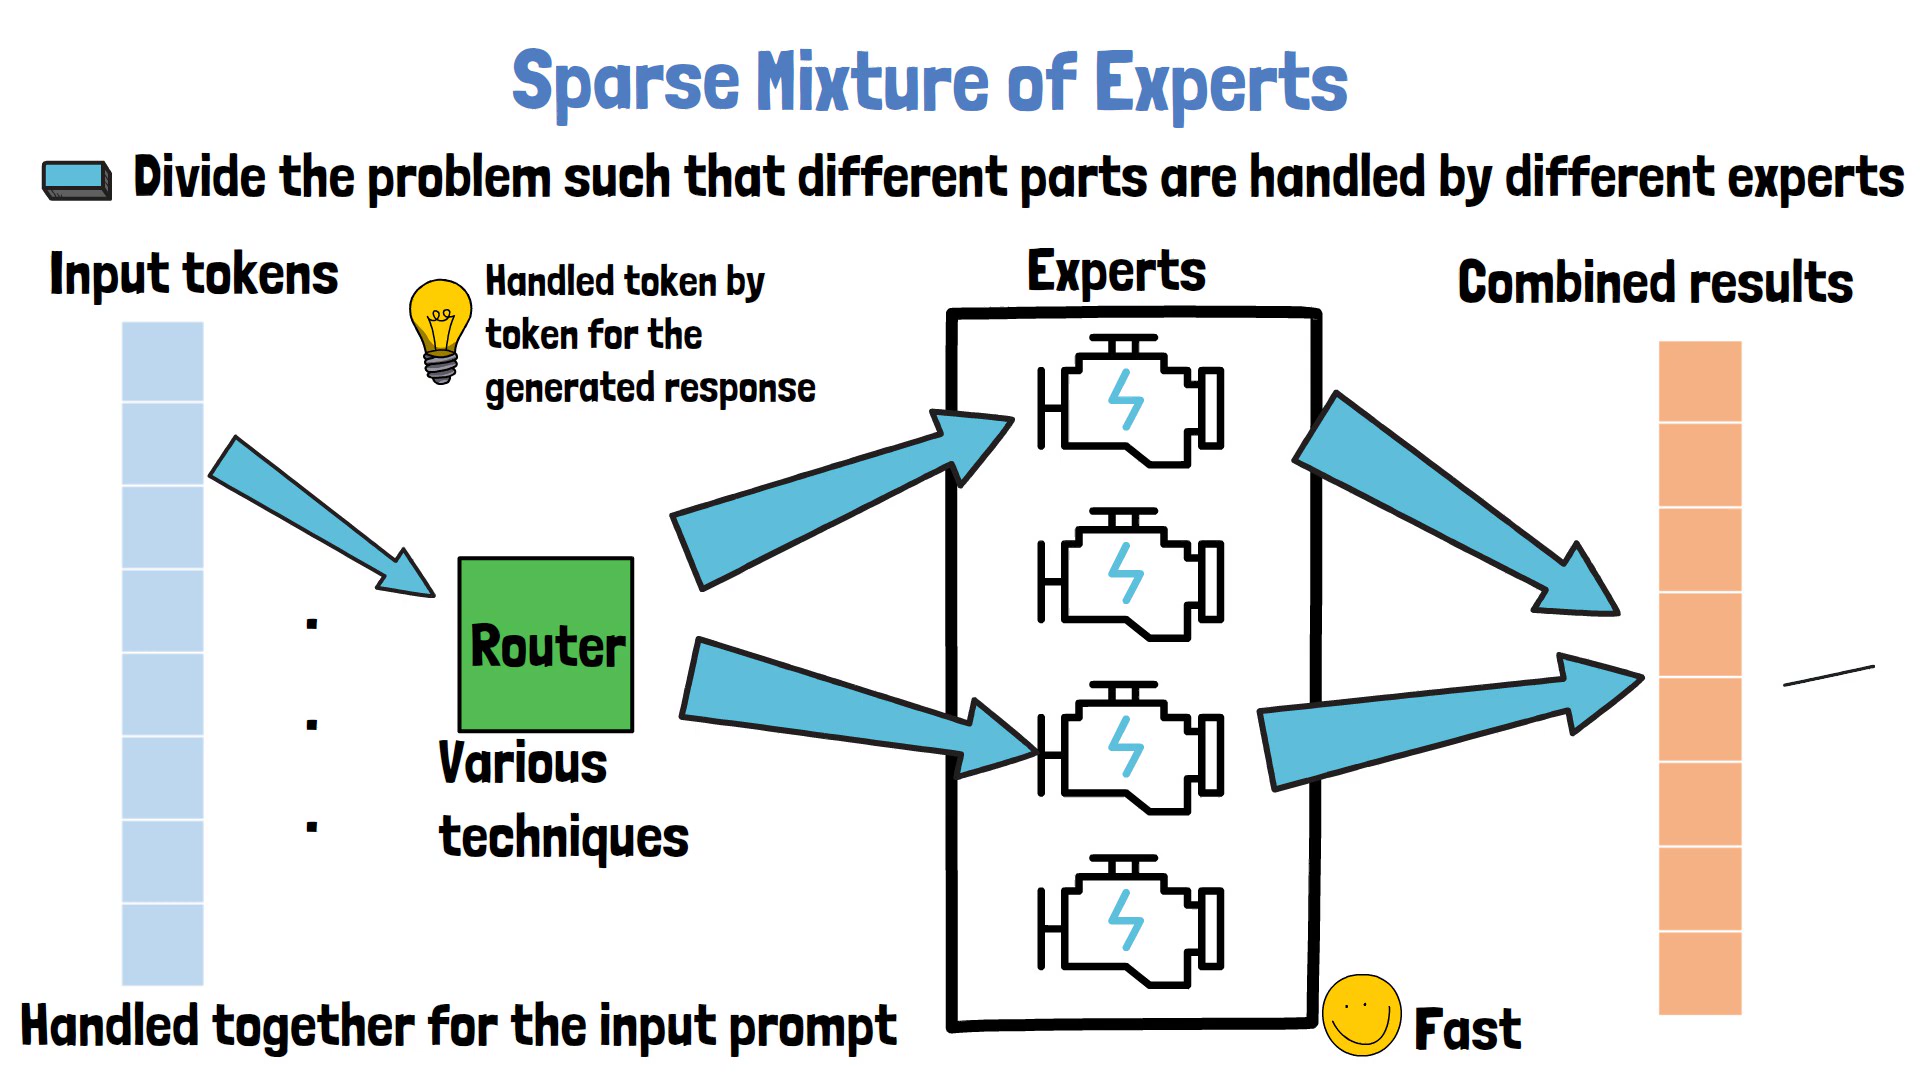 Sparse Mixture of Experts
Divide the problem such that different parts are handled by different experts
Input tokens
Handled token by
token for the
generated response
Experts
Combined results
Router
Various
techniques
Handled together for the input prompt
Fast